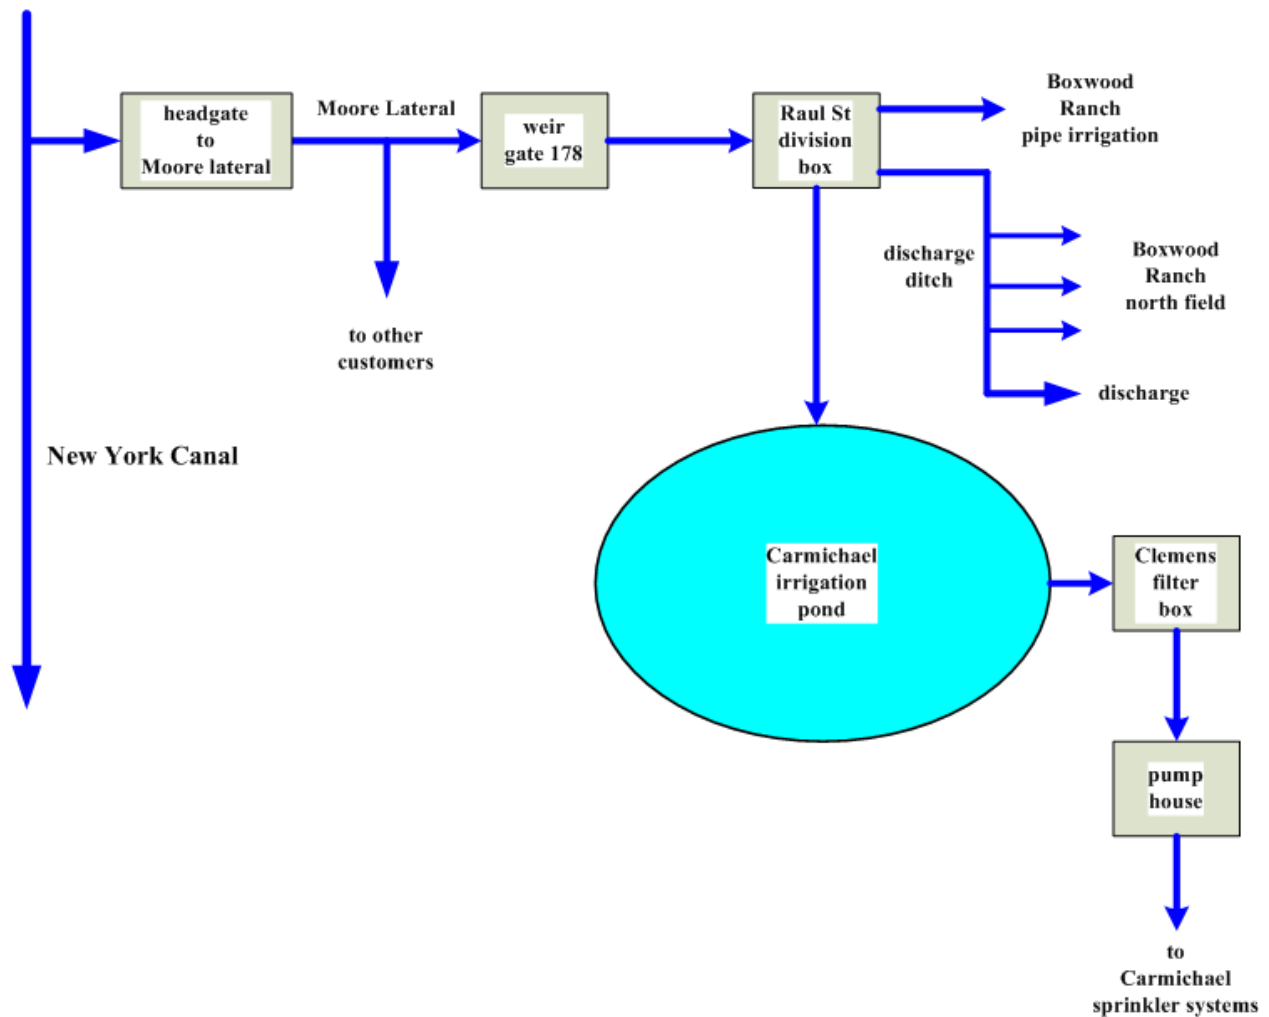 headgate
to
Moore lateral
Moore Lateral
weir
gate 178
Raul St
division
box
Boxwood
Ranch
pipe irrigation
discharge
ditch
Boxwood
Ranch
north field
to other
customers
discharge
New York Canal
Carmichael
irrigation
pond
Clemens
filter
box
pump
house
to
Carmichael
sprinkler systems